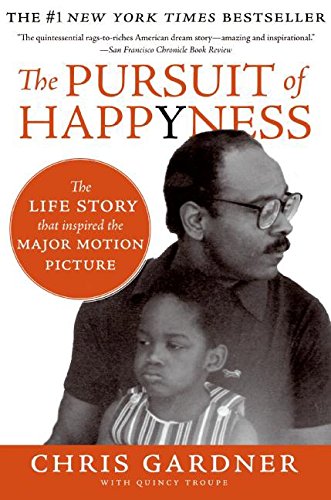 THE #1 NEW YORK TIMES BESTSELLER
"The quintessential rags-to-riches American dream story—amazing and inspirational."
—San Francisco Chronicle Book Review
The PURSUIT of
HAPPYNESS
The
LIFE STORY
that inspired the
MAJOR MOTION
PICTURE
CHRIS GARDNER
WITH QUINCY TROUPE